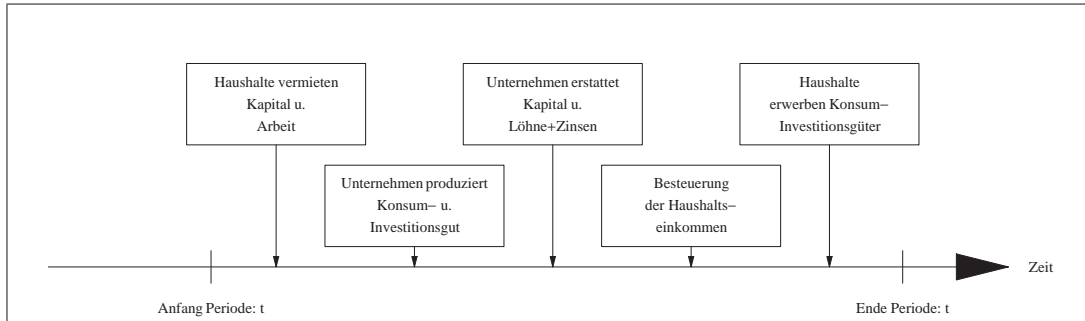 Haushalte vermieten
Kapital u.
Arbeit
Unternehmen erstattet
Kapital u.
Löhne+Zinsen
Haushalte
erwerben Konsum−
Investitionsgüter
Unternehmen produziert
Konsum− u.
Investitionsgut
Besteuerung
der Haushalts−
einkommen
Zeit
Anfang Periode: t
Ende Periode: t